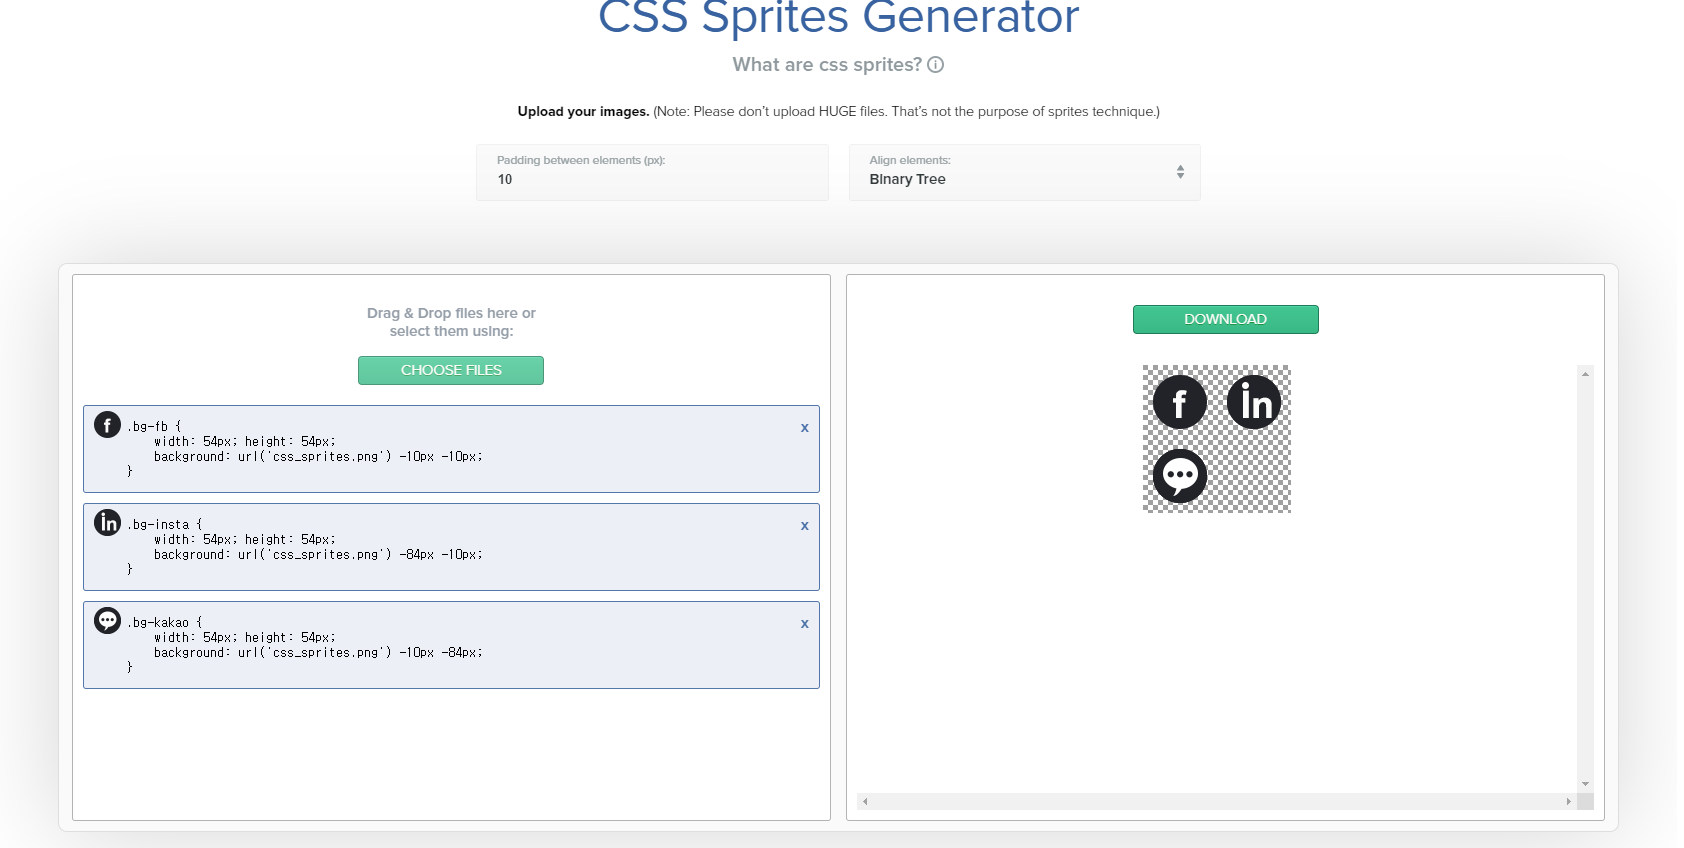 CSS Sprites Generator
What are css sprites?
Upload your images. (Note: Please don't upload HUGE files. That's not the purpose of sprites technique.)
Padding between elements (px):
10
Align elements:
Binary Tree
Drag & Drop files here or
select them using:
CHOOSE FILES
f
.bg-fb {
width: 54px; height: 54px;
background: url('css_sprites.png') -10px -10px;
}
x
in
.bg-insta {
width: 54px; height: 54px;
background: url('css_sprites.png') -84px -10px;
}
x
.bg-kakao {
width: 54px; height: 54px;
background: url('css_sprites.png') -10px -84px;
}
x
DOWNLOAD
f in